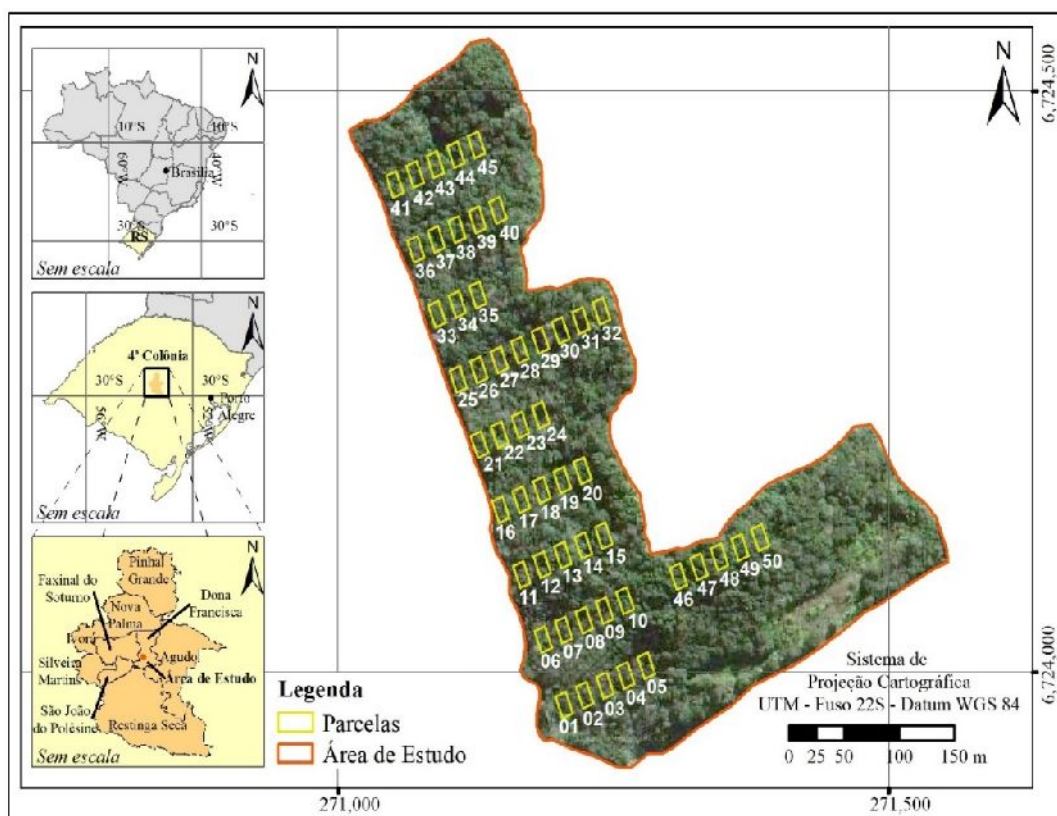 N
10°S
10°S
60°W
40°W
Brasília
30°S
30°S
RS
Sem escala
N
4ª Colônia
30°S
30°S
Porto
Alegre
56°W
Sem escala
N
Pinhal
Grande
Faxinal do
Soturno
Dona
Francisca
Nova
Palma
Agudo
Silveira
Martins
Área de Estudo
São João
do Polêsine
Restinga Seca
Sem escala
N
6,724,500
41 42 43 44 45
36 37 38 39 40
33 34 35
25 26 27 28 29 30 31 32
21 22 23 24
16 17 18 19 20
11 12 13 14 15
46 47 48 49 50
06 07 08 09 10
01 02 03 04 05
6,724,000
Legenda
Parcelas
Área de Estudo
Sistema de
Projeção Cartográfica
UTM - Fuso 22S - Datum WGS 84
0 25 50 100 150 m
271,000
271,500